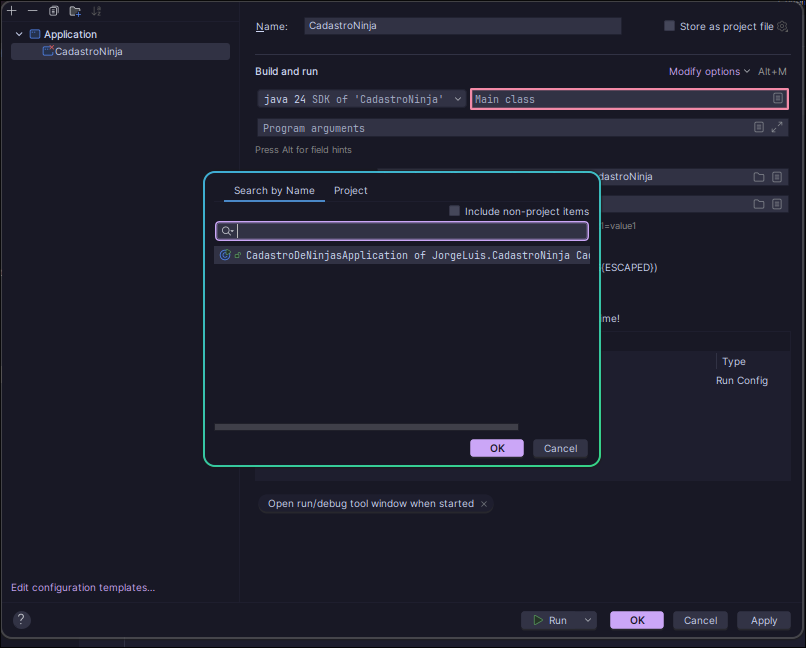 Name:
CadastroNinja
Store as project file
Application
CadastroNinja
Build and run
Modify options
Alt+M
java 24 SDK of 'CadastroNinja'
Main class
Program arguments
Press Alt for field hints
dastroNinja
Search by Name
Project
Include non-project items
=value1
CadastroDeNinjasApplication of JorgeLuis.CadastroNinja Cad
{ESCAPED})
me!
Type
Run Config
OK
Cancel
Open run/debug tool window when started
Edit configuration templates...
?
Run
OK
Cancel
Apply